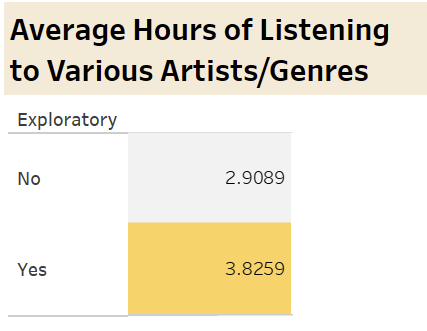 Average Hours of Listening
to Various Artists/Genres
Exploratory
No 2.9089
Yes 3.8259